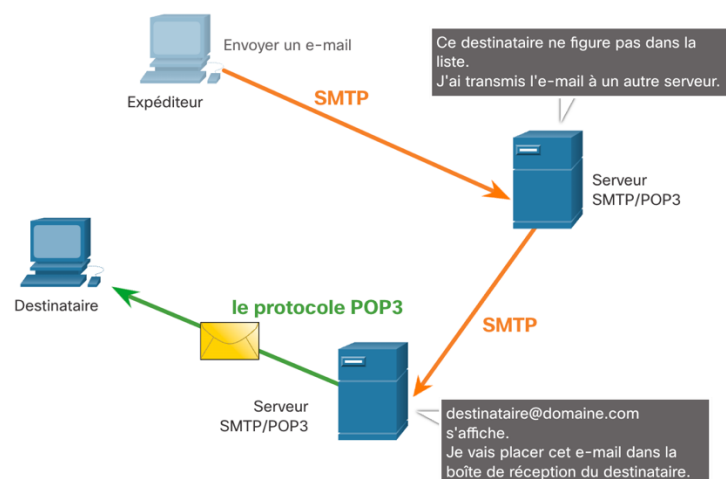 Envoyer un e-mail
Expéditeur
SMTP
Ce destinataire ne figure pas dans la
liste.
J'ai transmis l'e-mail à un autre serveur.
Serveur
SMTP/POP3
Destinataire
le protocole POP3
SMTP
Serveur
SMTP/POP3
destinataire@domaine.com
s'affiche.
Je vais placer cet e-mail dans la
boîte de réception du destinataire.